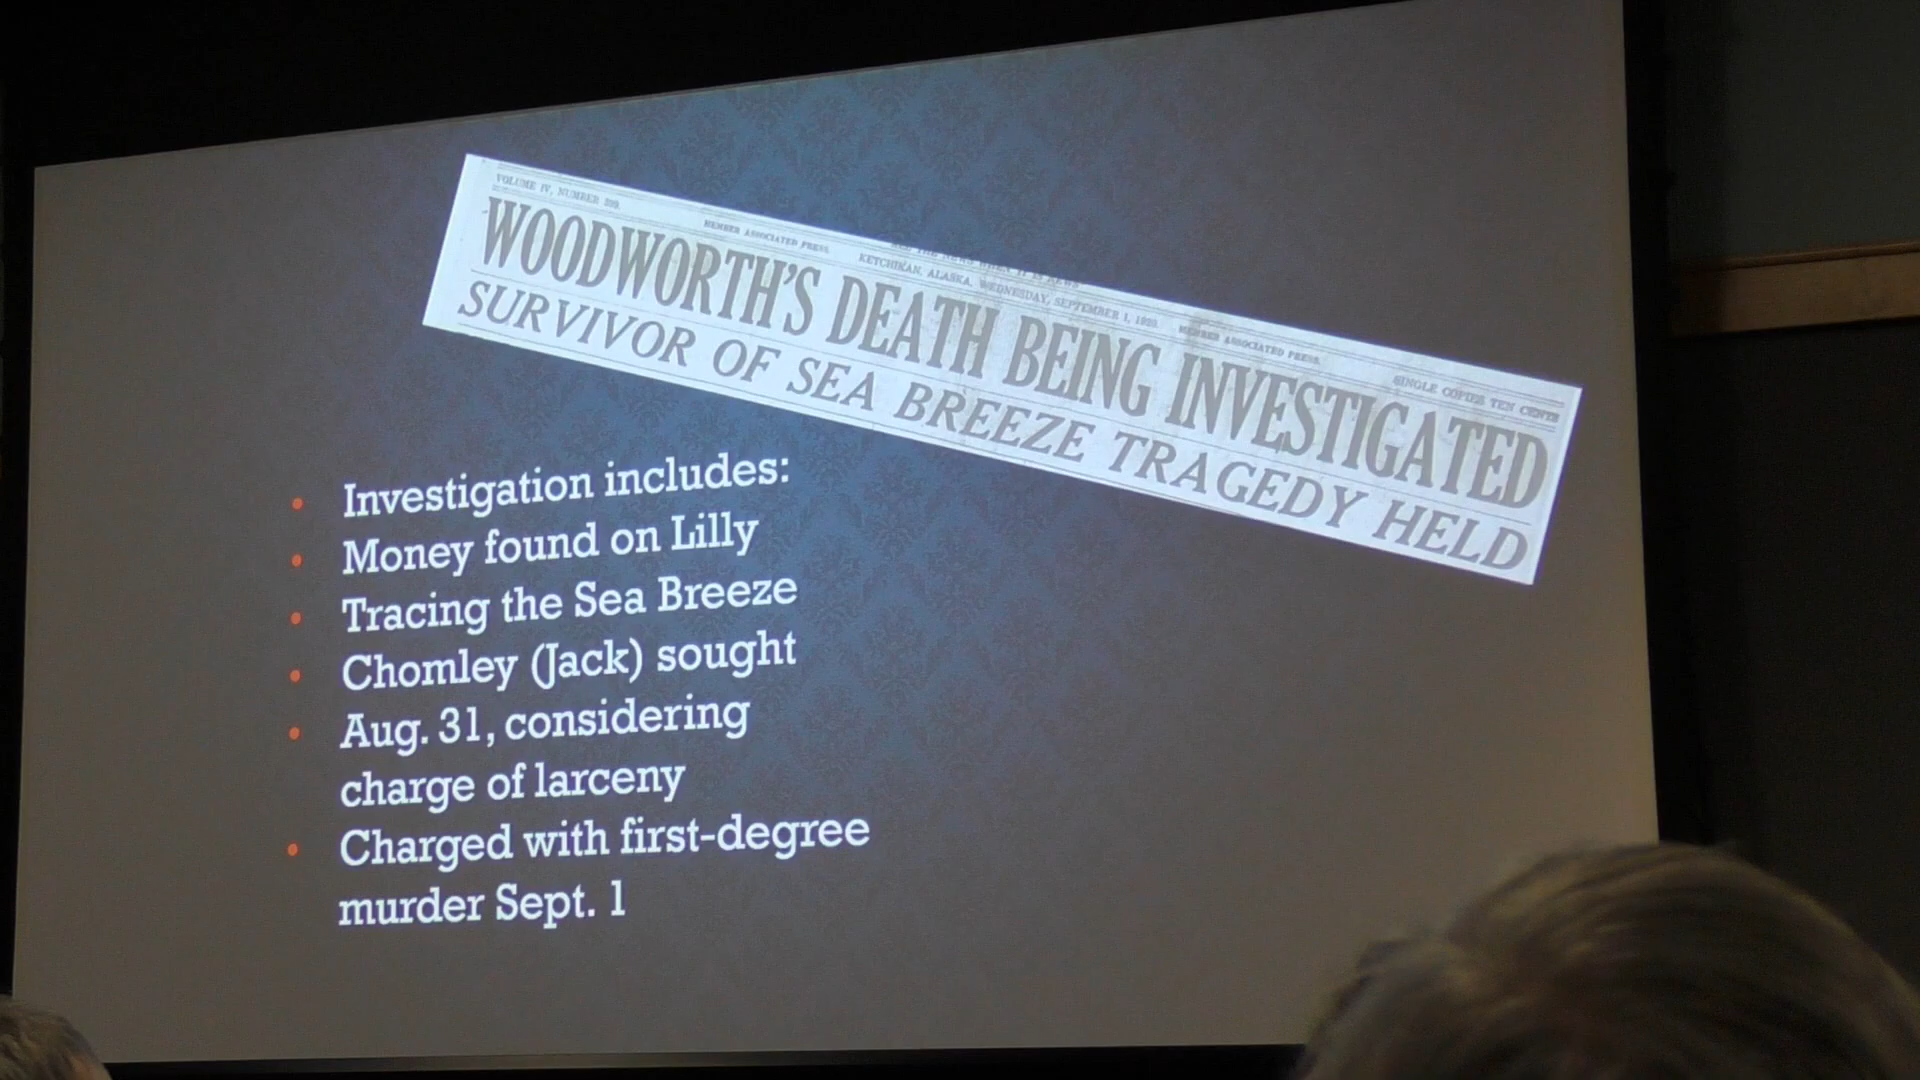 VOLUME IV, NUMBER 209.
MEMBER ASSOCIATED PRESS.
KETCHIKAN, ALASKA, WEDNESDAY, SEPTEMBER 1, 1920.
MEMBER ASSOCIATED PRESS.
SINGLE COPIES TEN CENTS
WOODWORTH'S DEATH BEING INVESTIGATED
SURVIVOR OF SEA BREEZE TRAGEDY HELD
• Investigation includes:
• Money found on Lilly
• Tracing the Sea Breeze
• Chomley (Jack) sought
• Aug. 31, considering
charge of larceny
• Charged with first-degree
murder Sept. 1